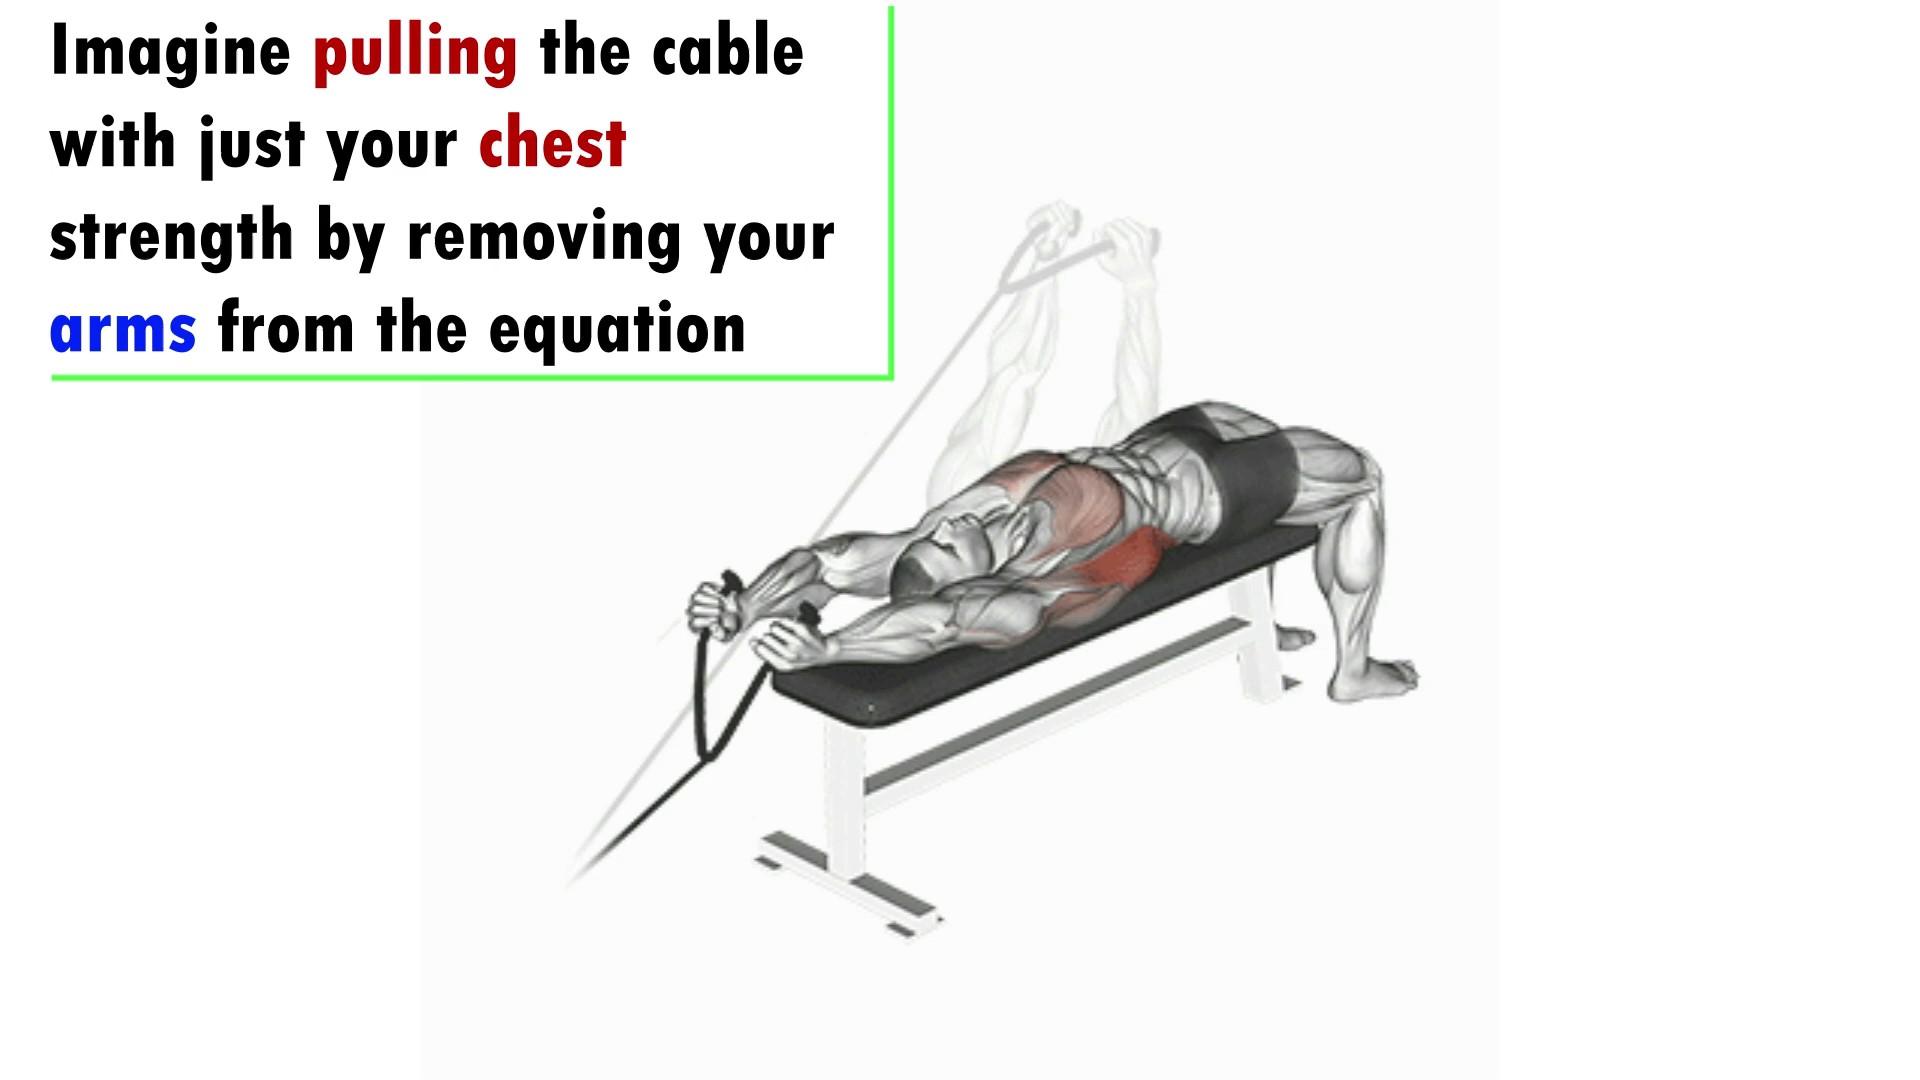 Imagine pulling the cable
with just your chest
strength by removing your
arms from the equation